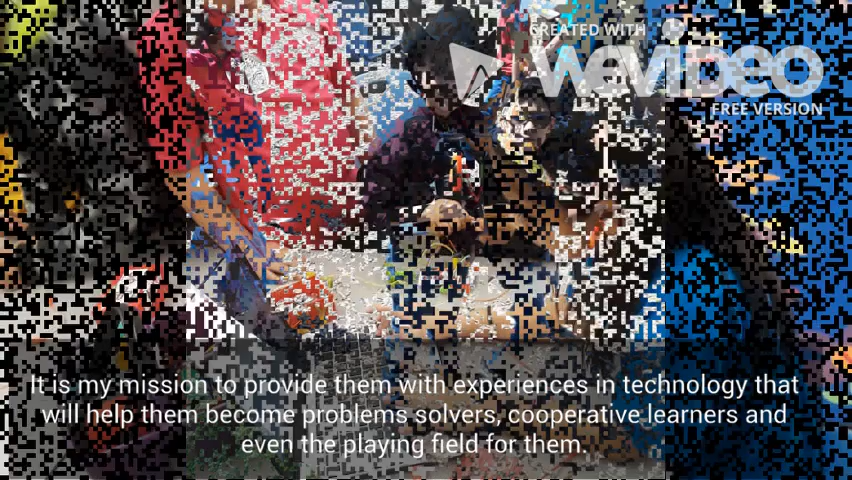 CREATED WITH
WeVideo
FREE VERSION
It is my mission to provide them with experiences in technology that
will help them become problems solvers, cooperative learners and
even the playing field for them.